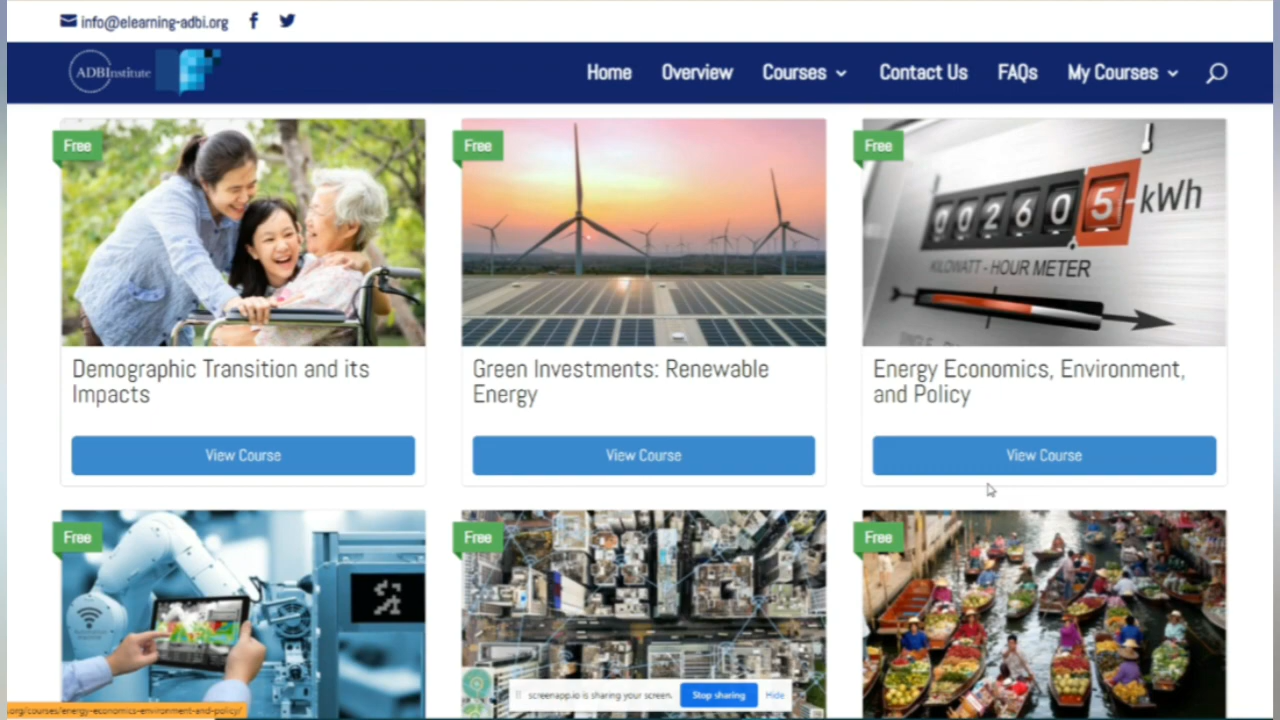 info@elearning-adbi.org
ADBInstitute
Home Overview Courses Contact Us FAQs My Courses
Free Free Free
002605 kWh
KILOWATT - HOUR METER
Demographic Transition and its Impacts
Green Investments: Renewable Energy
Energy Economics, Environment, and Policy
View Course View Course View Course
Free Free Free
screenapp.io is sharing your screen. Stop sharing Hide
.org/courses/energy-economics-environment-and-policy/